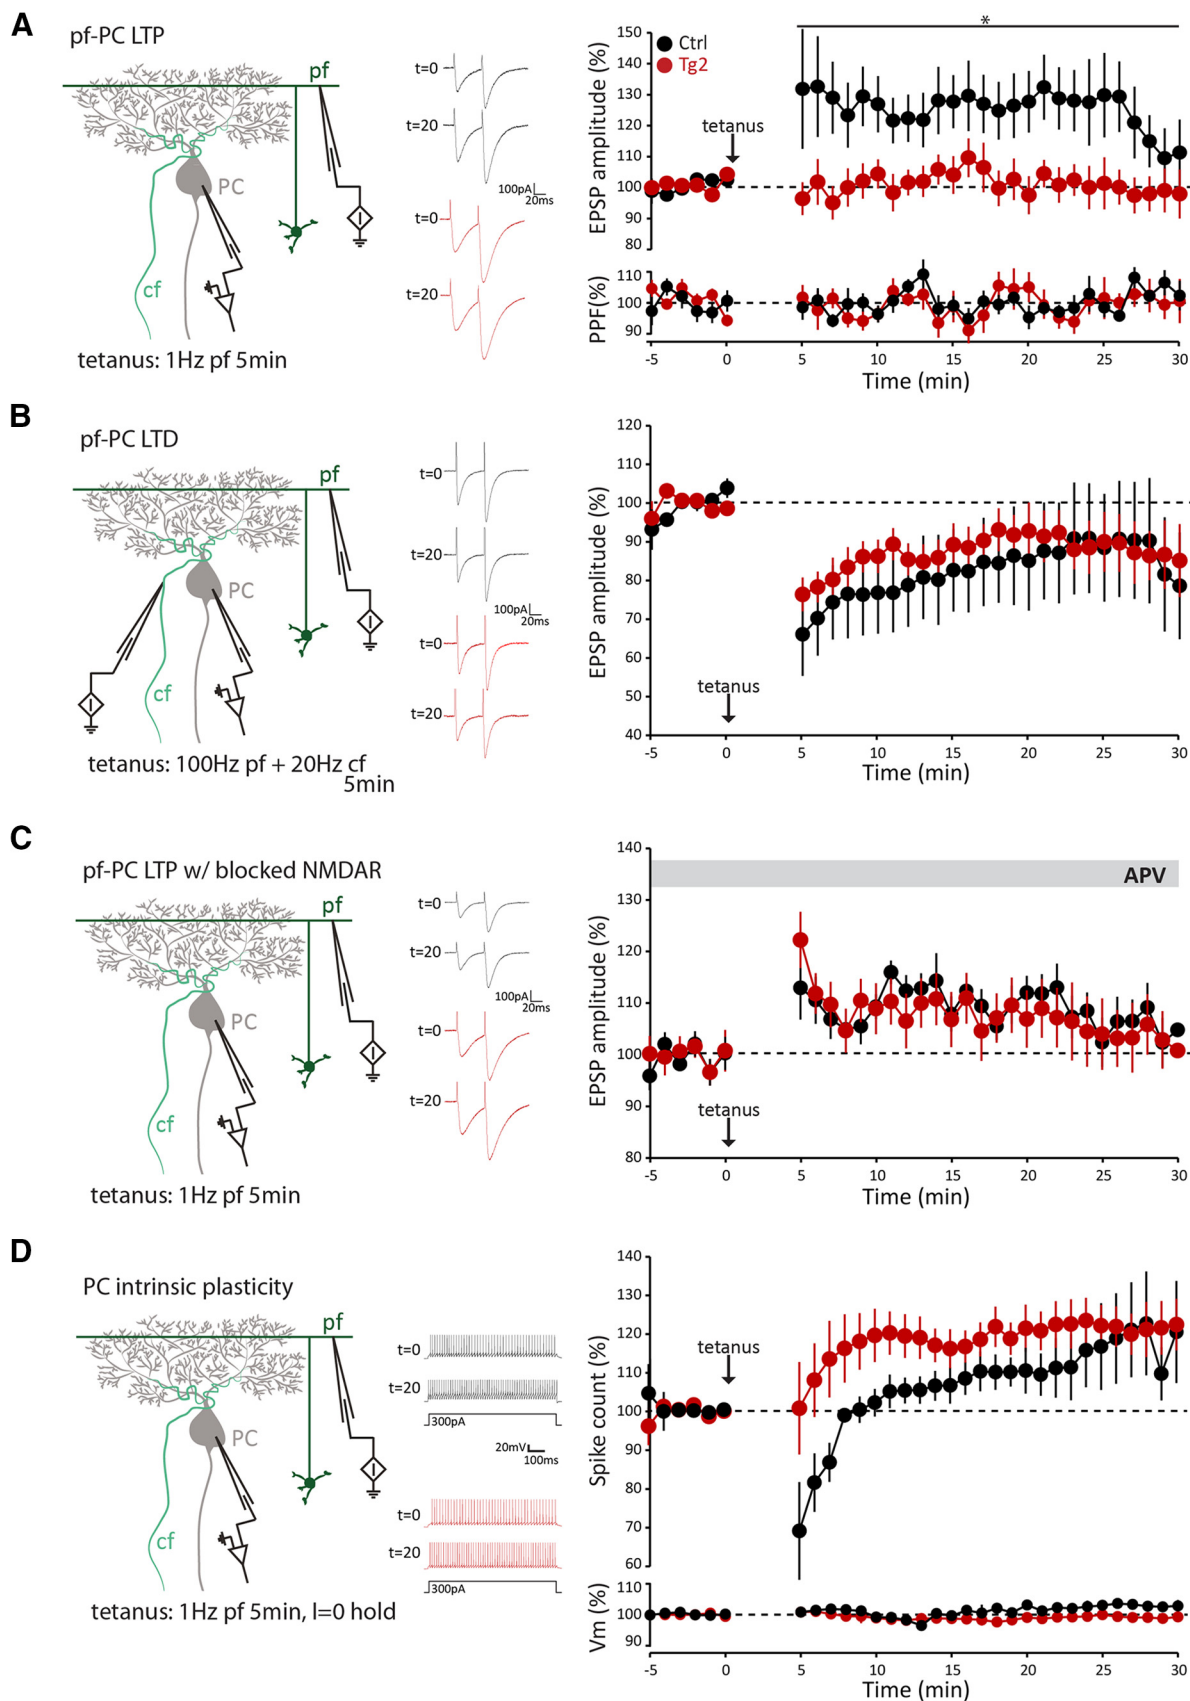 A
pf-PC LTP
pf
PC
cf
tetanus: 1Hz pf 5min
t=0
t=20
100pA
20ms
t=0
t=20
EPSP amplitude (%)
150
140
130
120
110
100
90
80
Ctrl
Tg2
tetanus
*
PPF(%)
110
100
90
-5
0
5
10
15
20
25
30
Time (min)
B
pf-PC LTD
pf
PC
cf
tetanus: 100Hz pf + 20Hz cf
5min
t=0
t=20
100pA
20ms
t=0
t=20
EPSP amplitude (%)
120
110
100
90
80
70
60
50
40
tetanus
-5
0
5
10
15
20
25
30
Time (min)
C
pf-PC LTP w/ blocked NMDAR
pf
PC
cf
tetanus: 1Hz pf 5min
t=0
t=20
100pA
20ms
t=0
t=20
EPSP amplitude (%)
140
130
120
110
100
90
80
APV
tetanus
-5
0
5
10
15
20
25
30
Time (min)
D
PC intrinsic plasticity
pf
PC
cf
tetanus: 1Hz pf 5min, I=0 hold
t=0
t=20
300pA
20mV
100ms
t=0
t=20
300pA
Spike count (%)
140
130
120
110
100
90
80
70
60
tetanus
Vm (%)
110
100
90
-5
0
5
10
15
20
25
30
Time (min)